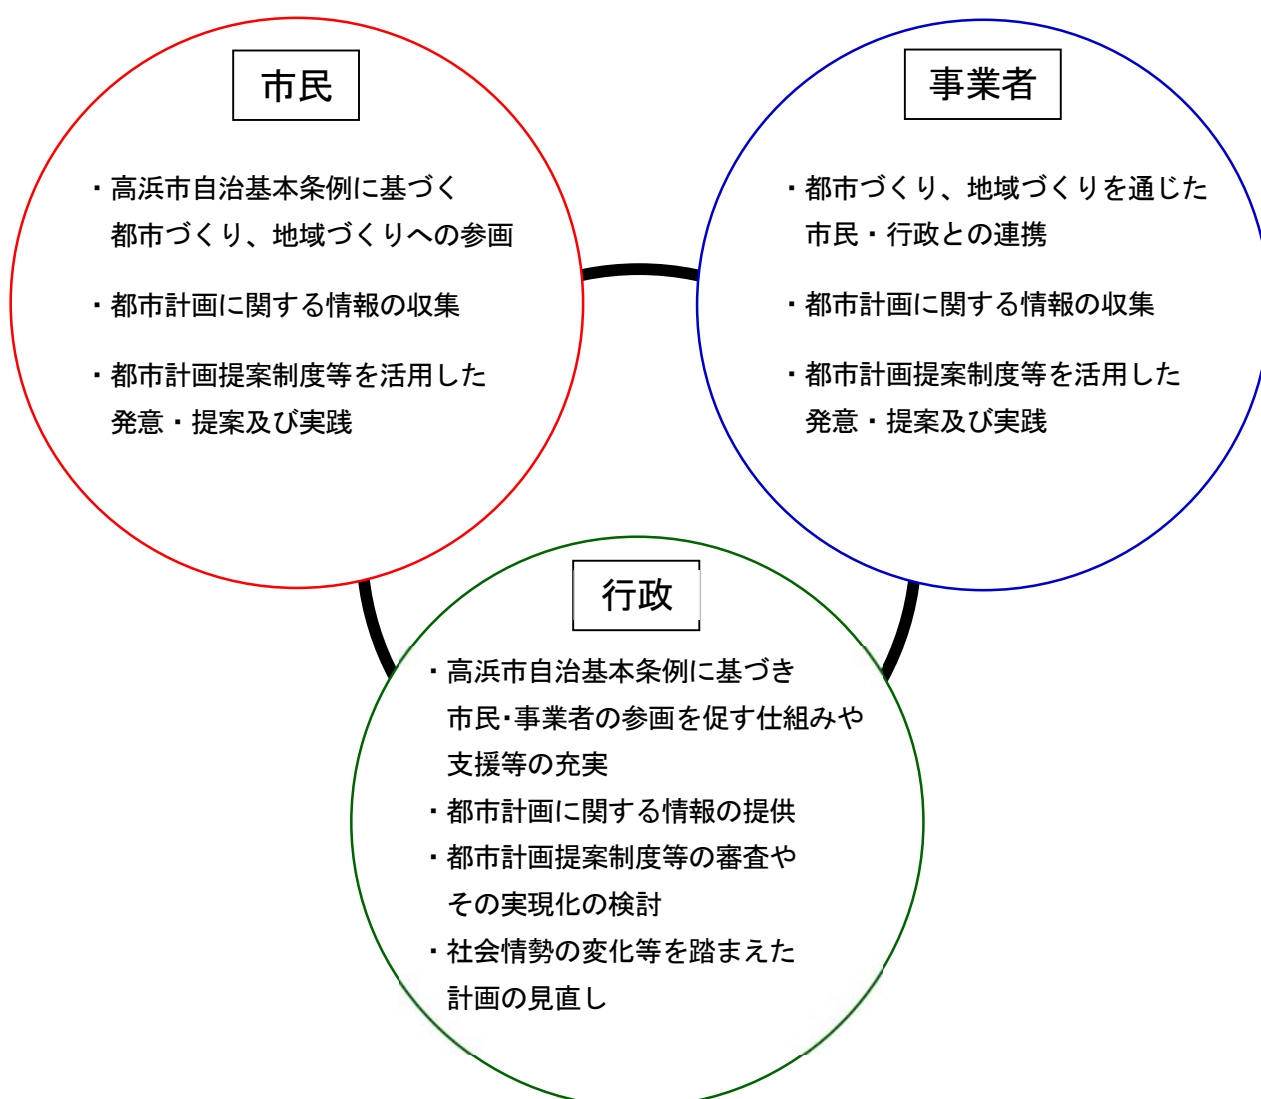 市民
・高浜市自治基本条例に基づく
都市づくり、地域づくりへの参画
・都市計画に関する情報の収集
・都市計画提案制度等を活用した
発意・提案及び実践
事業者
・都市づくり、地域づくりを通じた
市民・行政との連携
・都市計画に関する情報の収集
・都市計画提案制度等を活用した
発意・提案及び実践
行政
・高浜市自治基本条例に基づき
市民・事業者の参画を促す仕組みや
支援等の充実
・都市計画に関する情報の提供
・都市計画提案制度等の審査や
その実現化の検討
・社会情勢の変化等を踏まえた
計画の見直し